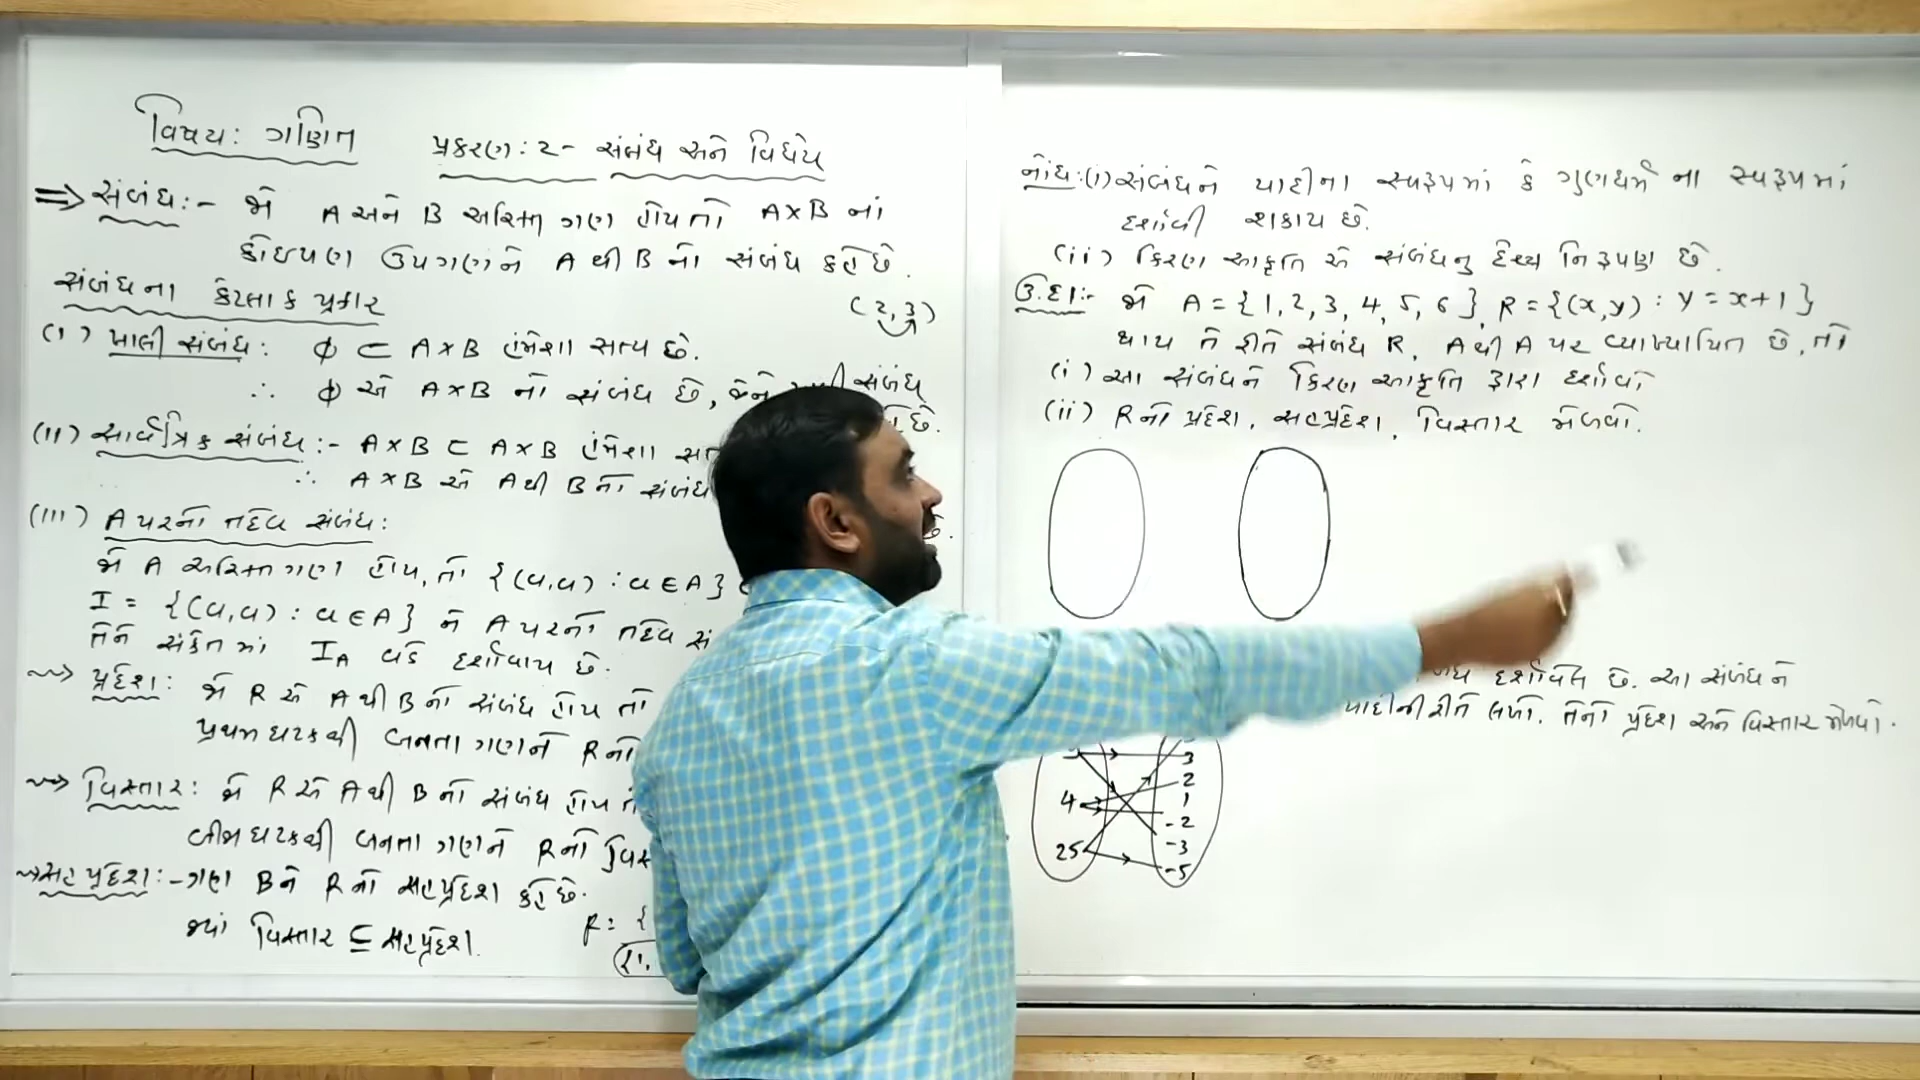 વિષય: ગણિત
પ્રકરણ: 2- સંબંધ અને વિધેય
⇒ સંબંધ:- જો A અને B અરિક્ત ગણ હોય તો A×B નાં
કોઇપણ ઉપગણને A થી B નો સંબંધ કહે છે.
સંબંધના કેટલાક પ્રકાર
(2,3)
(I) ખાલી સંબંધ: ϕ ⊂ A×B હંમેશા સત્ય છે.
∴ ϕ એ A×B નો સંબંધ છે, જેને ખાલી સંબંધ
છે.
(II) સાર્વત્રિક સંબંધ:- A×B ⊂ A×B હંમેશા
∴ A×B એ A થી B નો સંબંધ
છે.
(III) A પરનો તદેવ સંબંધ:
જો A અરિક્ત ગણ હોય, તો {(a,a) : a ∈ A}
I = {(a,a) : a ∈ A} ને A પરનો તદેવ
તેને સંકેતમાં I_A વડે દર્શાવાય છે.
⇝ પ્રદેશ: જો R એ A થી B નો સંબંધ હોય તો
પ્રથમ ઘટકથી બનતા ગણને R નો
⇝ વિસ્તાર: જો R એ A થી B નો સંબંધ હોય
બીજા ઘટકથી બનતા ગણને R નો
⇝ સહપ્રદેશ:- ગણ B ને R નો સહપ્રદેશ કહે છે.
જ્યાં વિસ્તાર ⊆ સહપ્રદેશ.
R = {
{1,
નોંધ:(i) સંબંધને યાદીના સ્વરૂપમાં કે ગુણધર્મ ના સ્વરૂપમાં
દર્શાવી શકાય છે.
(ii) કિરણ આકૃતિ એ સંબંધનુ દૃશ્ય નિરૂપણ છે.
ઉ.દા:- જો A = {1, 2, 3, 4, 5, 6}, R = {(x,y) : y = x+1}
થાય તે રીતે સંબંધ R, A થી A પર વ્યાખ્યાયિત છે, તો
(i) આ સંબંધને કિરણ આકૃતિ દ્વારા દર્શાવો
(ii) R નો પ્રદેશ, સહપ્રદેશ, વિસ્તાર મેળવો.
દર્શાવેલ છે. આ સંબંધને
યાદીની રીતે લખો. તેનો પ્રદેશ અને વિસ્તાર મેળવો.
3
2
4
1
-2
-3
25
-5